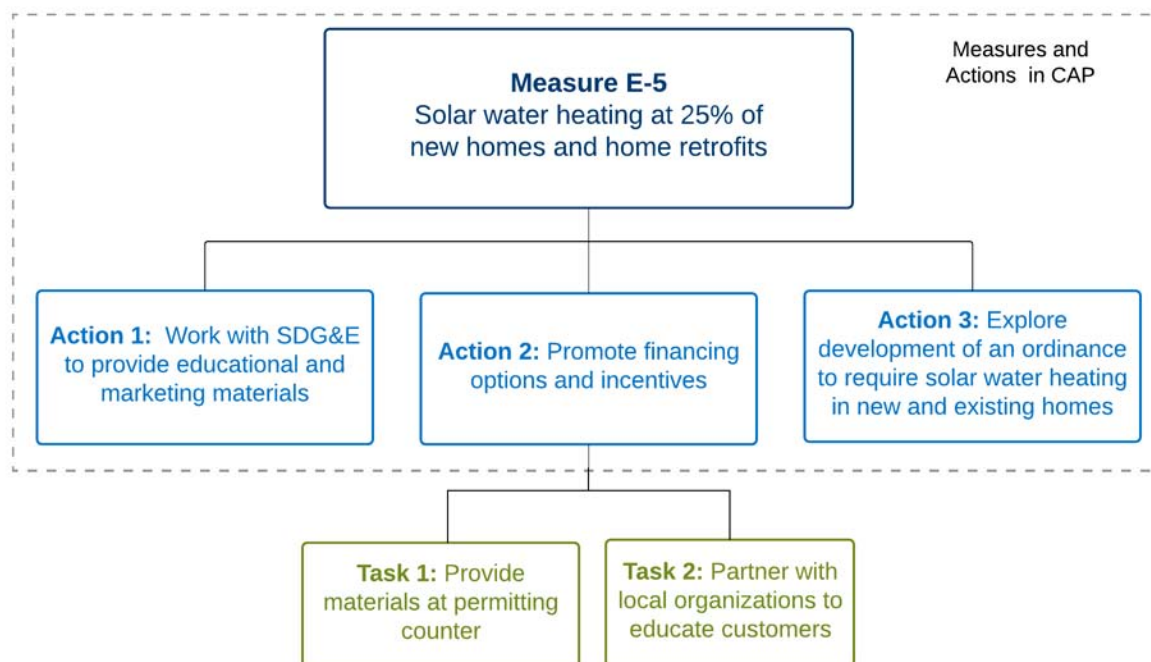 Measures and
Actions in CAP
Measure E-5
Solar water heating at 25% of
new homes and home retrofits
Action 1: Work with SDG&E
to provide educational and
marketing materials
Action 2: Promote financing
options and incentives
Action 3: Explore
development of an ordinance
to require solar water heating
in new and existing homes
Task 1: Provide
materials at permitting
counter
Task 2: Partner with
local organizations to
educate customers